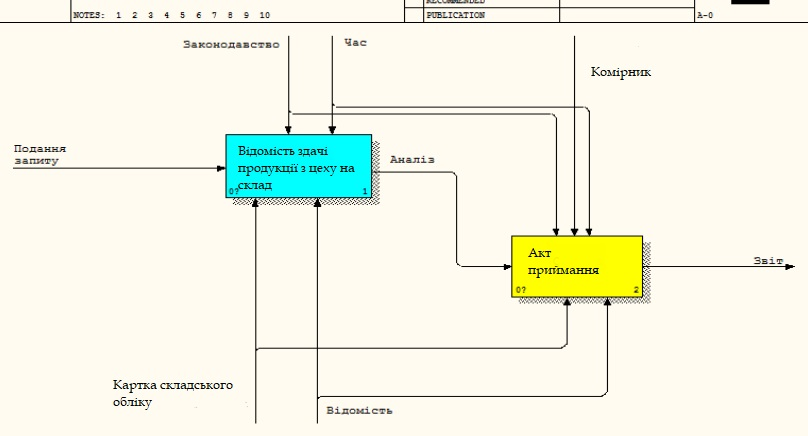 RECOMMENDED
NOTES: 1 2 3 4 5 6 7 8 9 10
PUBLICATION
A-0
Законодавство
Час
Комірник
Подання
запиту
Відомість здачі
продукції з цеху на
склад
0?
1
Аналіз
Акт
приймання
0?
2
Звіт
Картка складського
обліку
Відомість